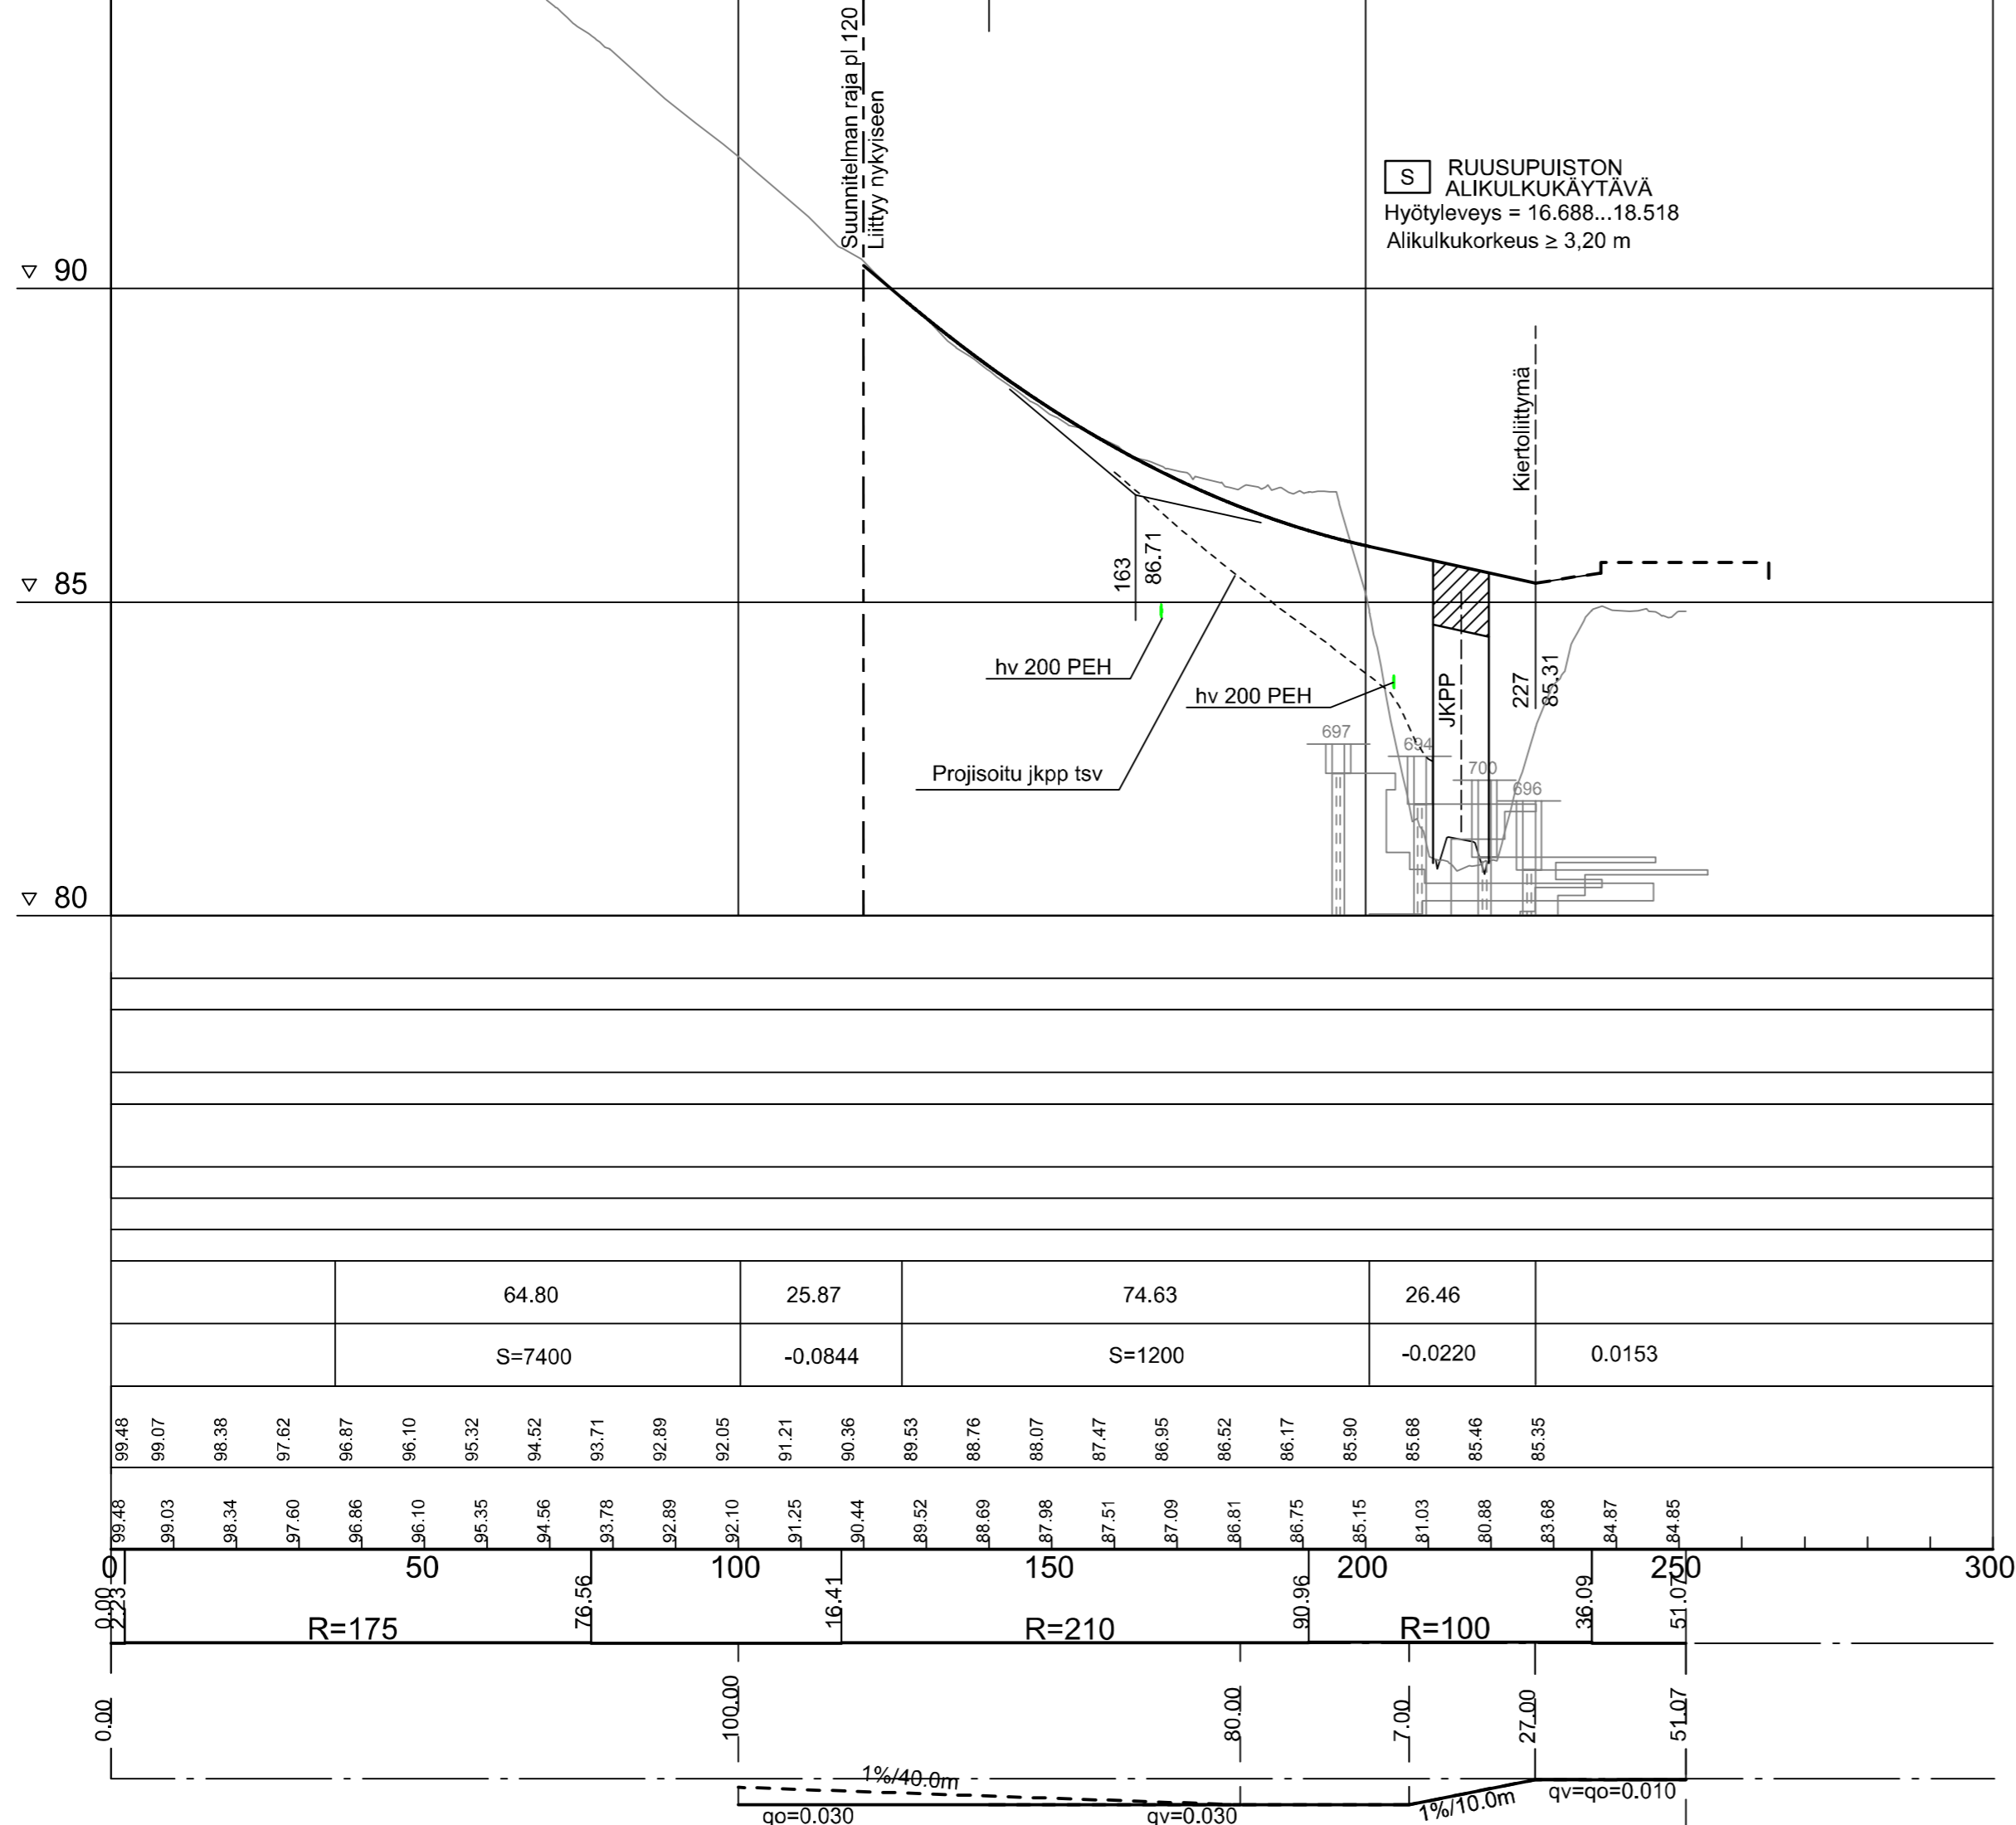 Suunnitelman raja pl 120
Liittyy nykyiseen
S
RUUSUPUISTON
ALIKULKUKÄYTÄVÄ
Hyötyleveys = 16.688...18.518
Alikulkukorkeus ≥ 3,20 m
90
Kiertoliittymä
163
86.71
85
hv 200 PEH
hv 200 PEH
JKPP
227
85.31
697
694
700
696
Projisoitu jkpp tsv
80
64.80 25.87 74.63 26.46
S=7400 -0.0844 S=1200 -0.0220 0.0153
99.48 99.07 98.38 97.62 96.87 96.10 95.32 94.52 93.71 92.89 92.05 91.21 90.36 89.53 88.76 88.07 87.47 86.95 86.52 86.17 85.90 85.68 85.46 85.35
99.48 99.03 98.34 97.60 96.86 96.10 95.35 94.56 93.78 92.89 92.10 91.25 90.44 89.52 88.69 87.98 87.51 87.09 86.81 86.75 85.15 81.03 80.88 83.68 84.87 84.85
0 50 100 150 200 250 300
0.00 2.23 76.56 16.41 90.96 36.09 51.07
R=175 R=210 R=100
0.00 100.00 80.00 7.00 27.00 51.07
1%/40.0m
qo=0.030 qv=0.030 1%/10.0m qv=qo=0.010